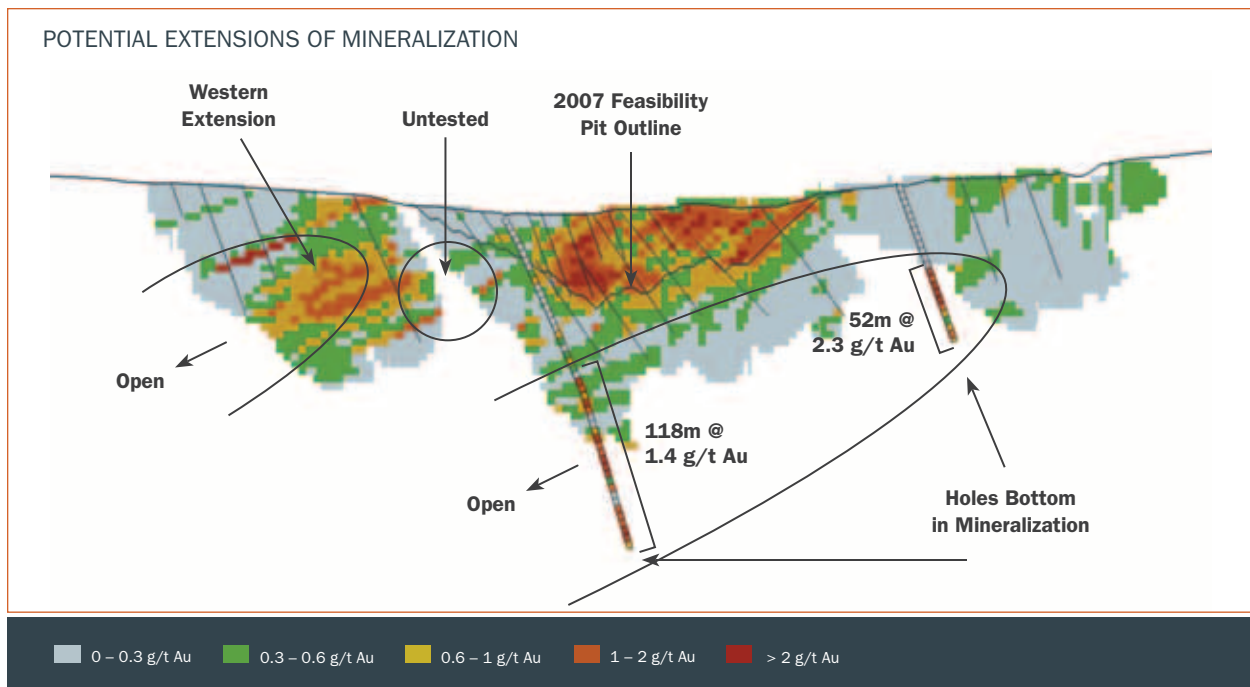 POTENTIAL EXTENSIONS OF MINERALIZATION
Western
Extension
Untested
2007 Feasibility
Pit Outline
Open
52m @
2.3 g/t Au
118m @
1.4 g/t Au
Open
Holes Bottom
in Mineralization
0 – 0.3 g/t Au
0.3 – 0.6 g/t Au
0.6 – 1 g/t Au
1 – 2 g/t Au
> 2 g/t Au